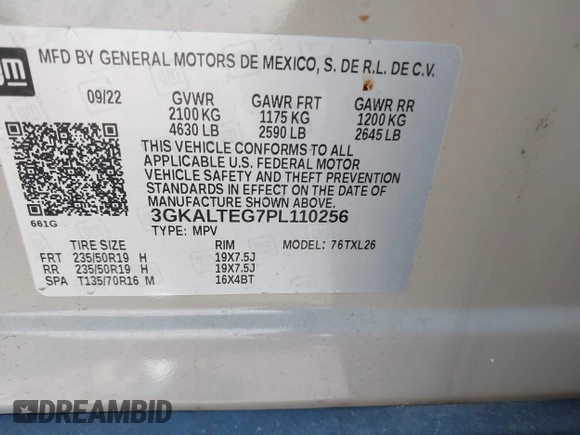 gm
MFD BY GENERAL MOTORS DE MEXICO, S. DE R.L. DE C.V.
09/22 GVWR GAWR FRT GAWR RR
2100 KG 1175 KG 1200 KG
4630 LB 2590 LB 2645 LB
THIS VEHICLE CONFORMS TO ALL
APPLICABLE U.S. FEDERAL MOTOR
VEHICLE SAFETY AND THEFT PREVENTION
STANDARDS IN EFFECT ON THE DATE OF
MANUFACTURE SHOWN ABOVE.
661G
3GKALTEG7PL110256
TYPE: MPV
TIRE SIZE RIM MODEL: 76TXL26
FRT 235/50R19 H 19X7.5J
RR 235/50R19 H 19X7.5J
SPA T135/70R16 M 16X4BT
DREAMBID